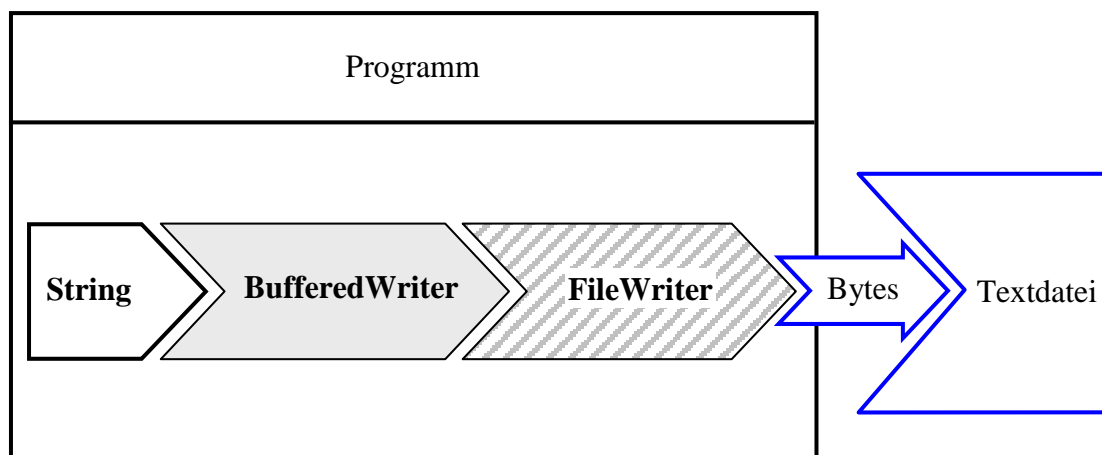 Programm
String
BufferedWriter
FileWriter
Bytes
Textdatei